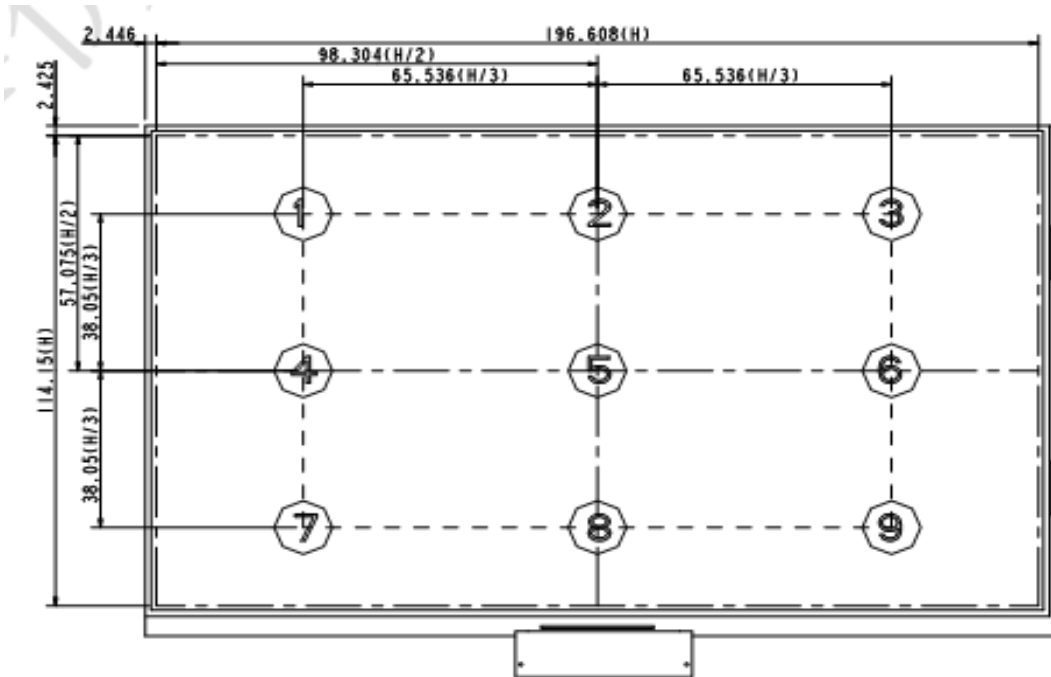 2.446
196.608(H)
98.304(H/2)
65.536(H/3)
65.536(H/3)
2.425
114.15(H)
57.075(H/2)
38.05(H/3)
38.05(H/3)
1
2
3
4
5
6
7
8
9